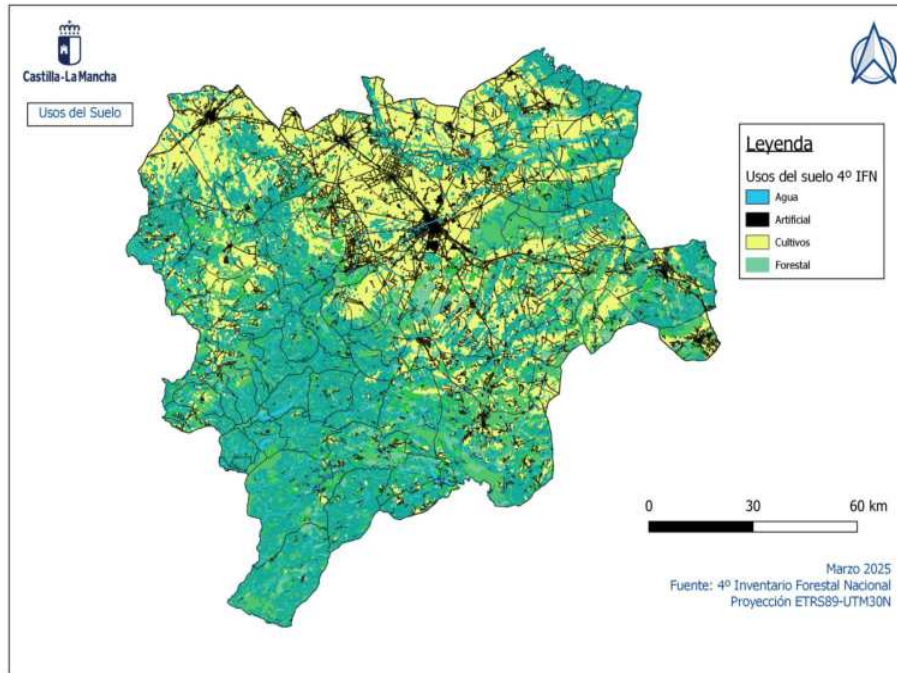 Castilla-La Mancha
Usos del Suelo
Leyenda
Usos del suelo 4º IFN
Agua
Artificial
Cultivos
Forestal
0 30 60 km
Marzo 2025
Fuente: 4º Inventario Forestal Nacional
Proyección ETRS89-UTM30N